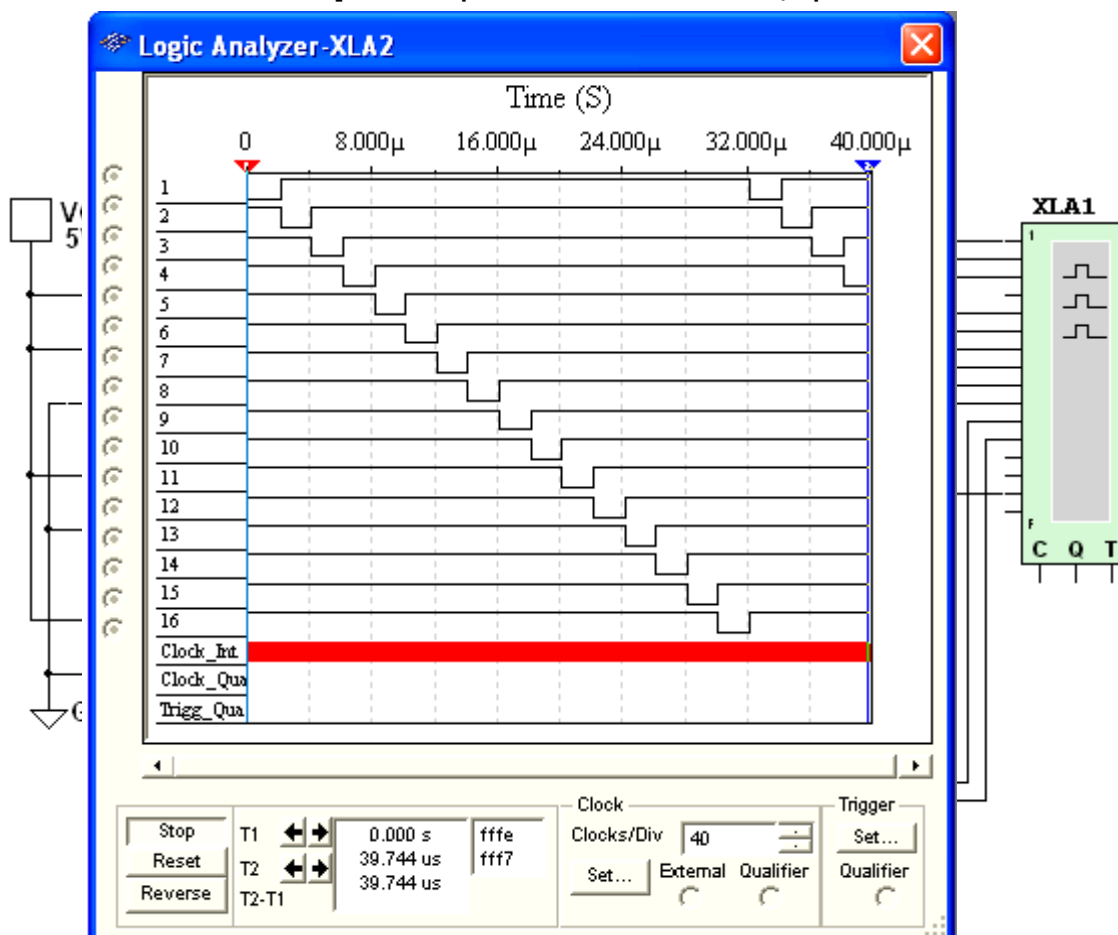 Logic Analyzer-XLA2
Time (S)
0 8.000µ 16.000µ 24.000µ 32.000µ 40.000µ
1
2
3
4
5
6
7
8
9
10
11
12
13
14
15
16
Clock_Int
Clock_Qua
Trigg_Qua
XLA1
1
F
C Q T
Stop
Reset
Reverse
T1 0.000 s fffe
T2 39.744 us fff7
T2-T1 39.744 us
Clock
Clocks/Div 40
Set... External Qualifier
Trigger
Set...
Qualifier